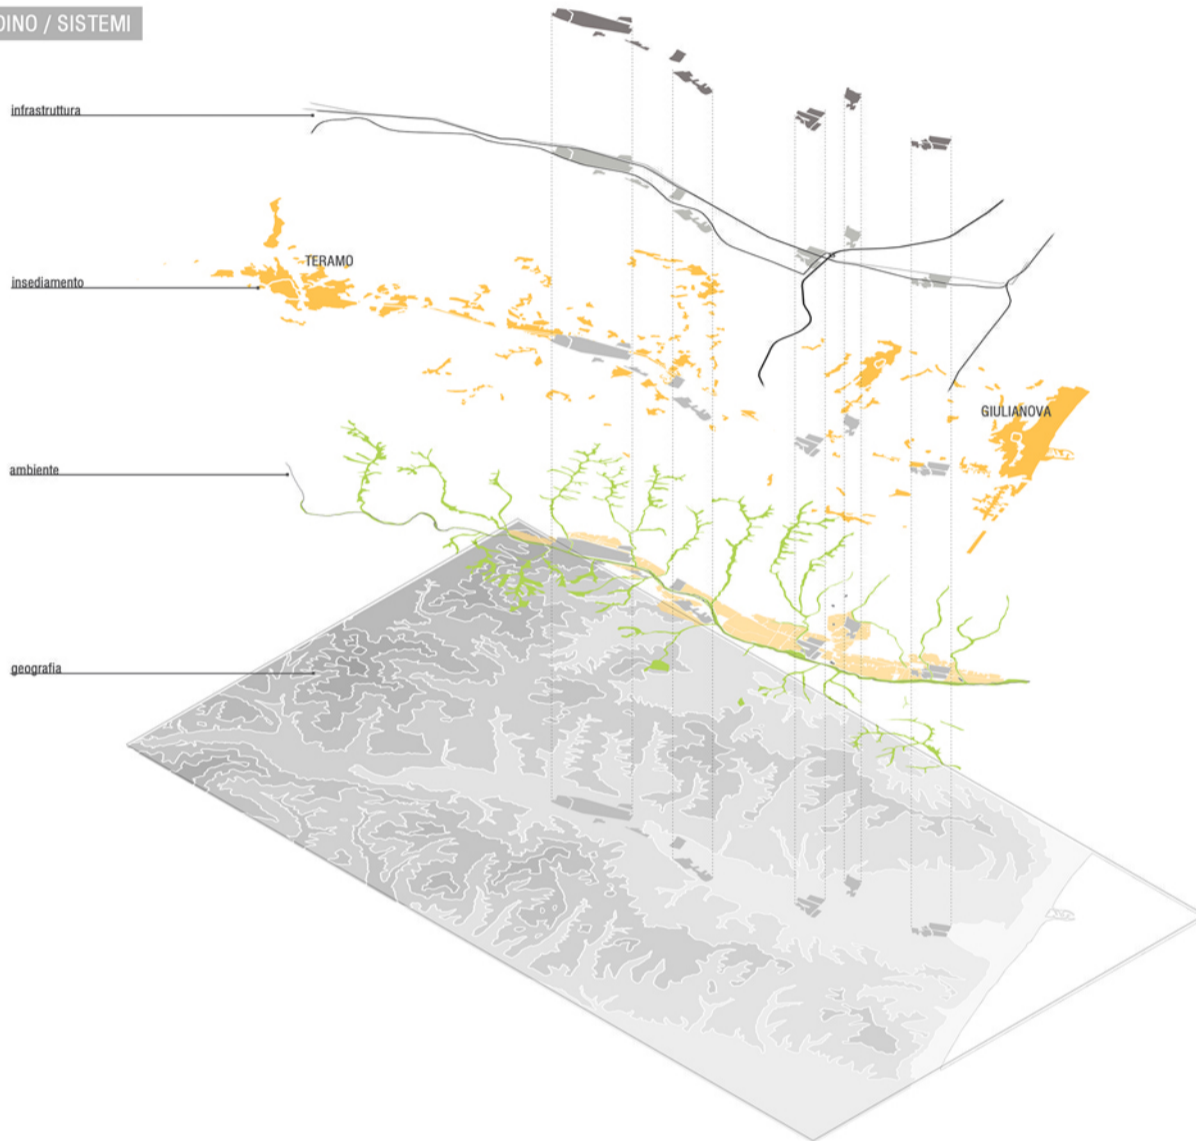 DINO / SISTEMI
infrastruttura
TERAMO
insediamento
GIULIANOVA
ambiente
geografia